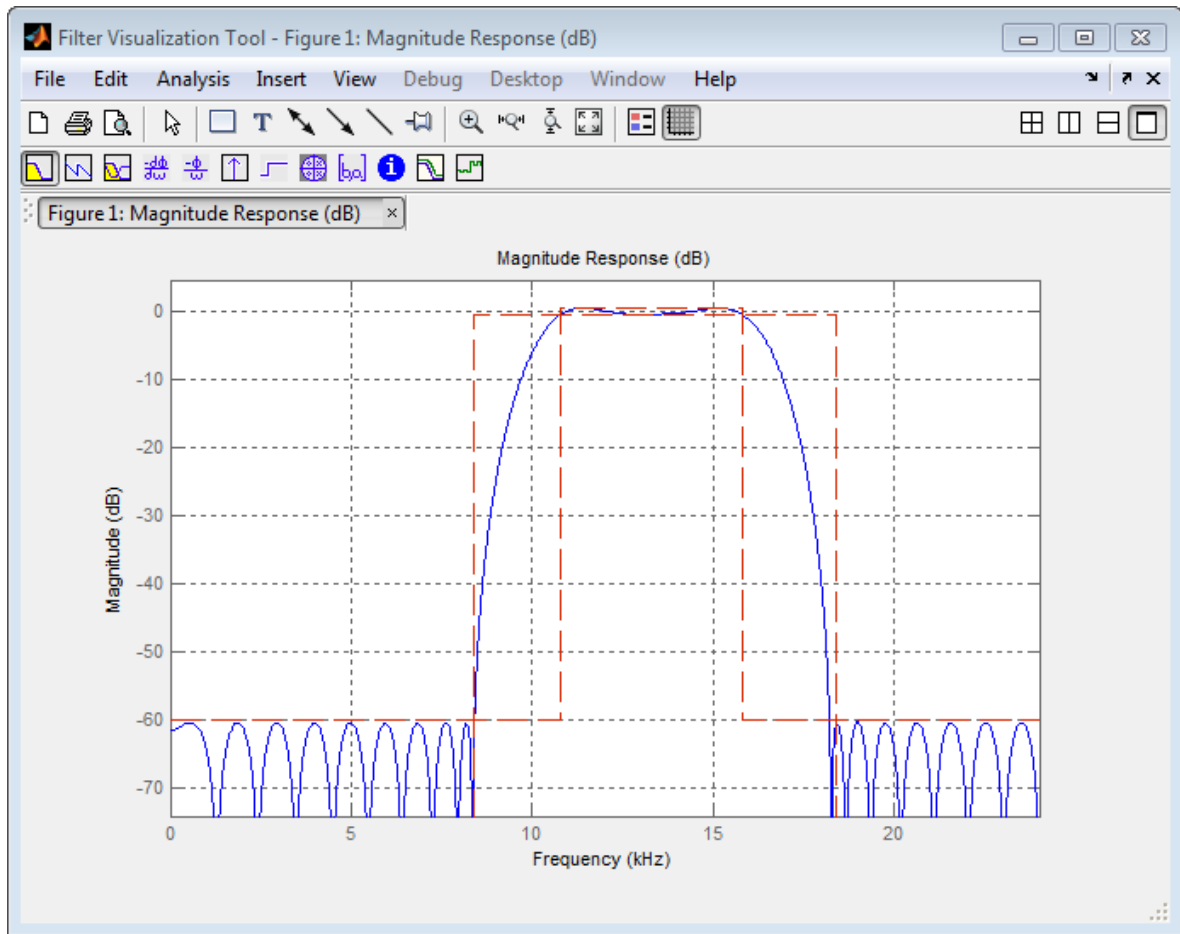 Filter Visualization Tool - Figure 1: Magnitude Response (dB)
File Edit Analysis Insert View Debug Desktop Window Help
T
[b,a] i
Figure 1: Magnitude Response (dB) ×
Magnitude Response (dB)
0
-10
-20
-30
-40
-50
-60
-70
Magnitude (dB)
0 5 10 15 20
Frequency (kHz)